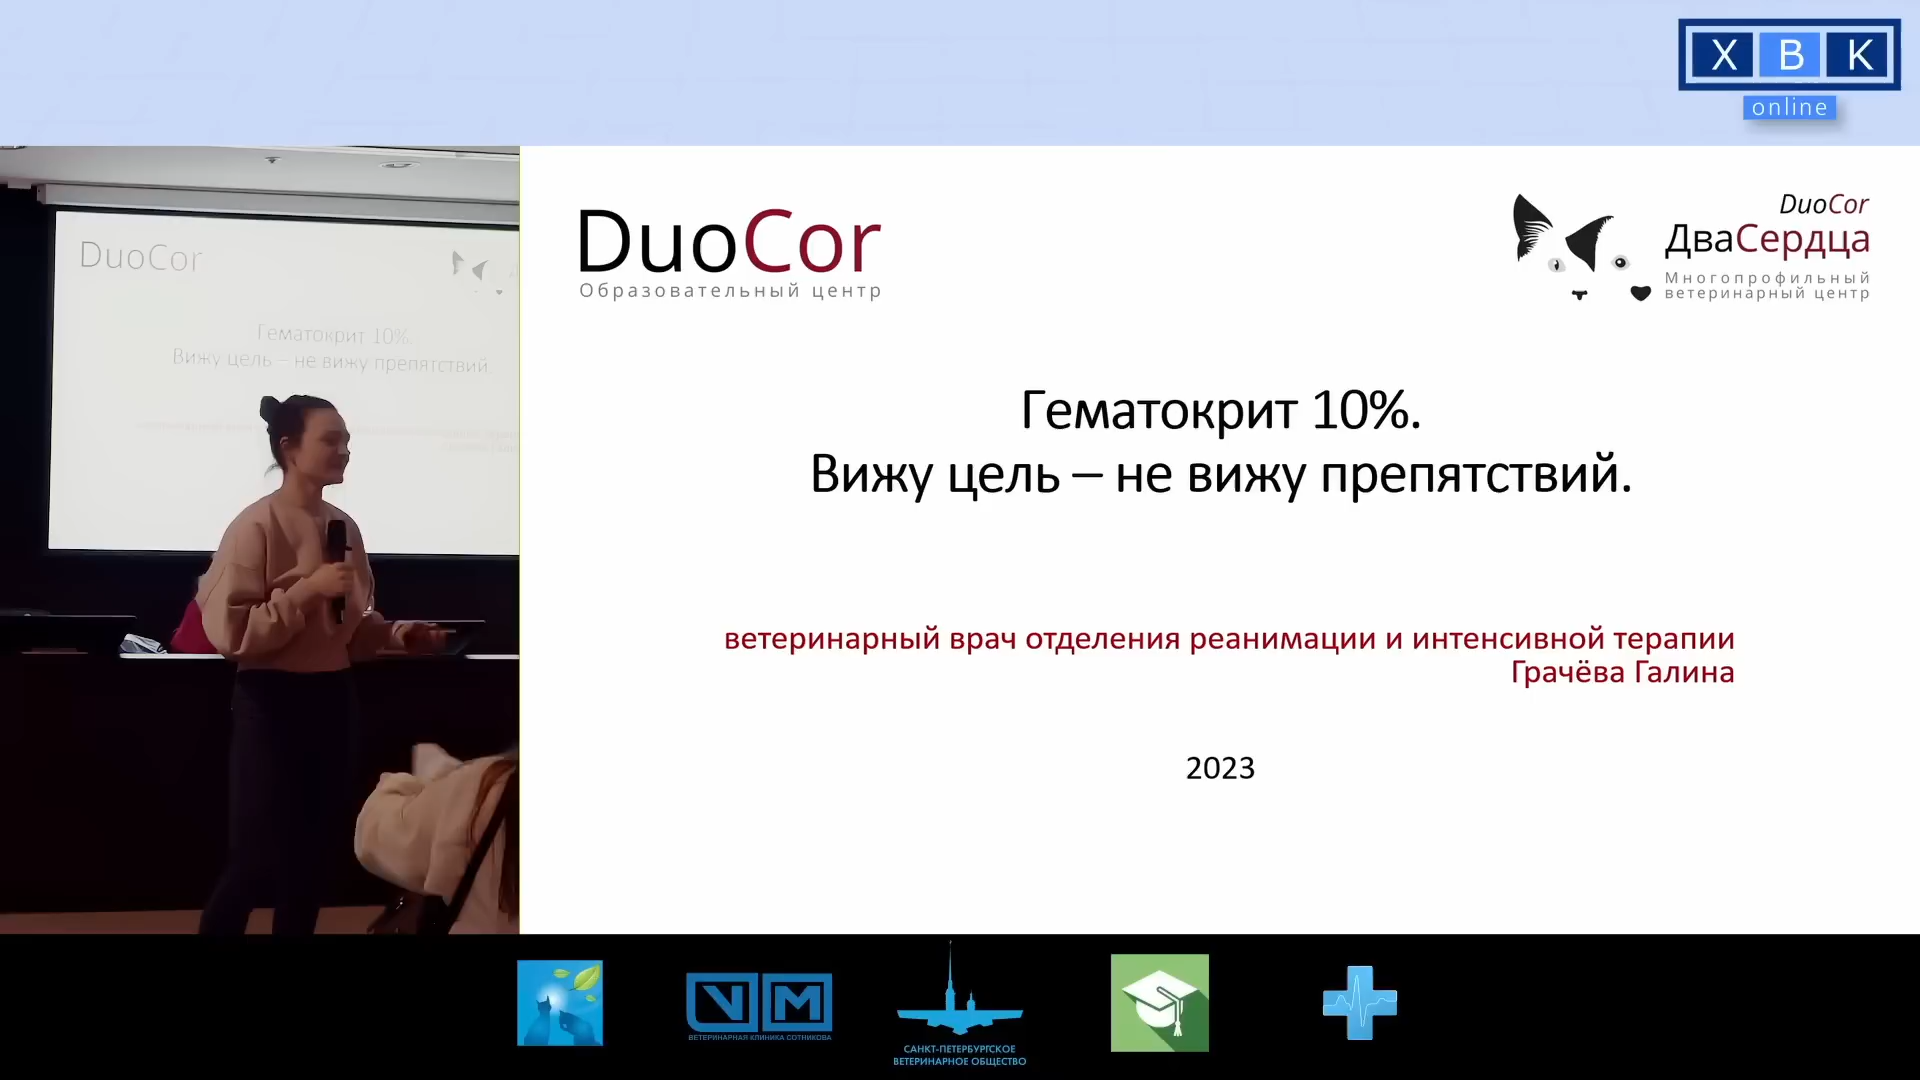 Х В К
online
DuoCor
Образовательный центр
DuoCor
ДваСердца
Многопрофильный
ветеринарный центр
Гематокрит 10%.
Вижу цель – не вижу препятствий.
ветеринарный врач отделения реанимации и интенсивной терапии
Грачёва Галина
2023
DuoCor
Гематокрит 10%.
Вижу цель – не вижу препятствий.
VM
ВЕТЕРИНАРНАЯ КЛИНИКА СОТНИКОВА
САНКТ-ПЕТЕРБУРГСКОЕ
ВЕТЕРИНАРНОЕ ОБЩЕСТВО